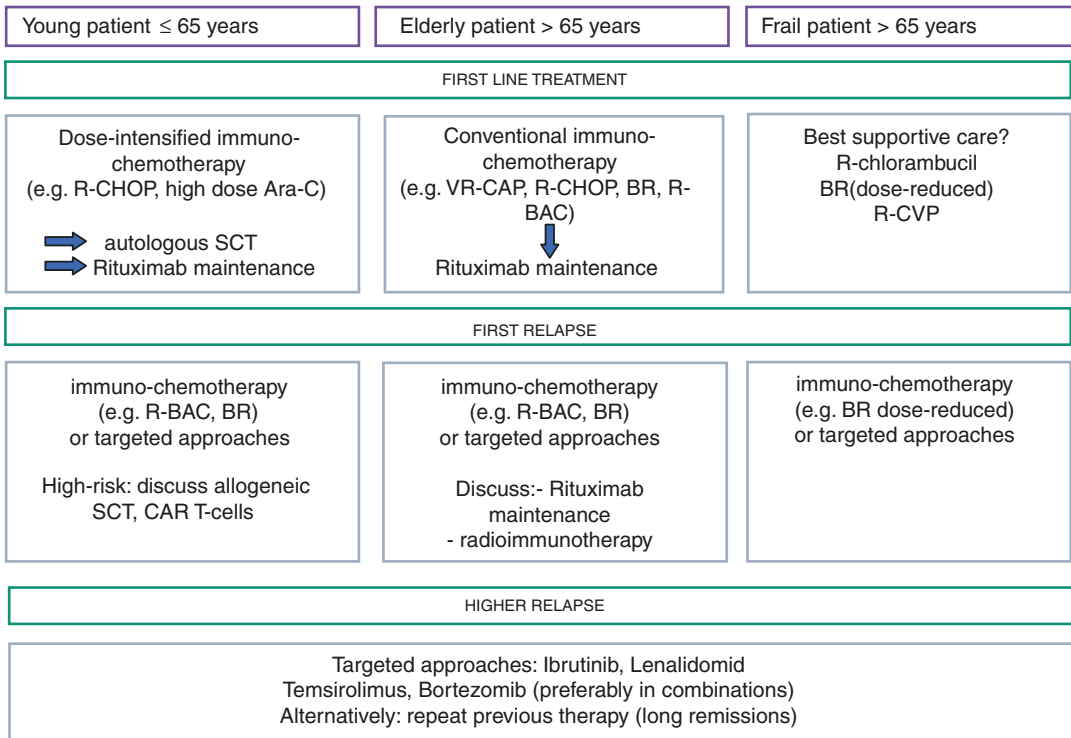 Young patient ≤ 65 years
Elderly patient > 65 years
Frail patient > 65 years
FIRST LINE TREATMENT
Dose-intensified immuno-
chemotherapy
(e.g. R-CHOP, high dose Ara-C)
autologous SCT
Rituximab maintenance
Conventional immuno-
chemotherapy
(e.g. VR-CAP, R-CHOP, BR, R-
BAC)
Rituximab maintenance
Best supportive care?
R-chlorambucil
BR(dose-reduced)
R-CVP
FIRST RELAPSE
immuno-chemotherapy
(e.g. R-BAC, BR)
or targeted approaches
High-risk: discuss allogeneic
SCT, CAR T-cells
immuno-chemotherapy
(e.g. R-BAC, BR)
or targeted approaches
Discuss:- Rituximab
maintenance
- radioimmunotherapy
immuno-chemotherapy
(e.g. BR dose-reduced)
or targeted approaches
HIGHER RELAPSE
Targeted approaches: Ibrutinib, Lenalidomid
Temsirolimus, Bortezomib (preferably in combinations)
Alternatively: repeat previous therapy (long remissions)